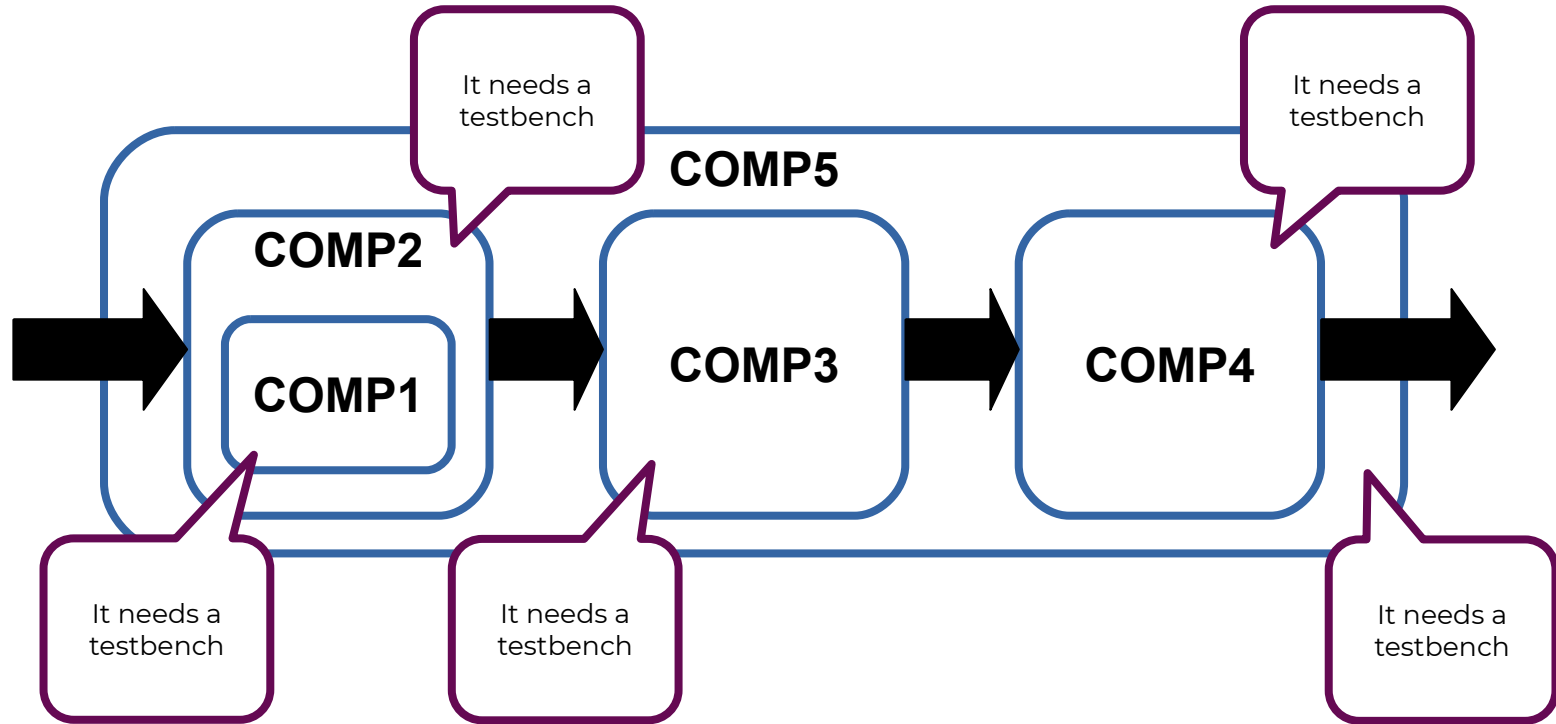 It needs a
testbench
It needs a
testbench
COMP5
COMP2
COMP1
COMP3
COMP4
It needs a
testbench
It needs a
testbench
It needs a
testbench